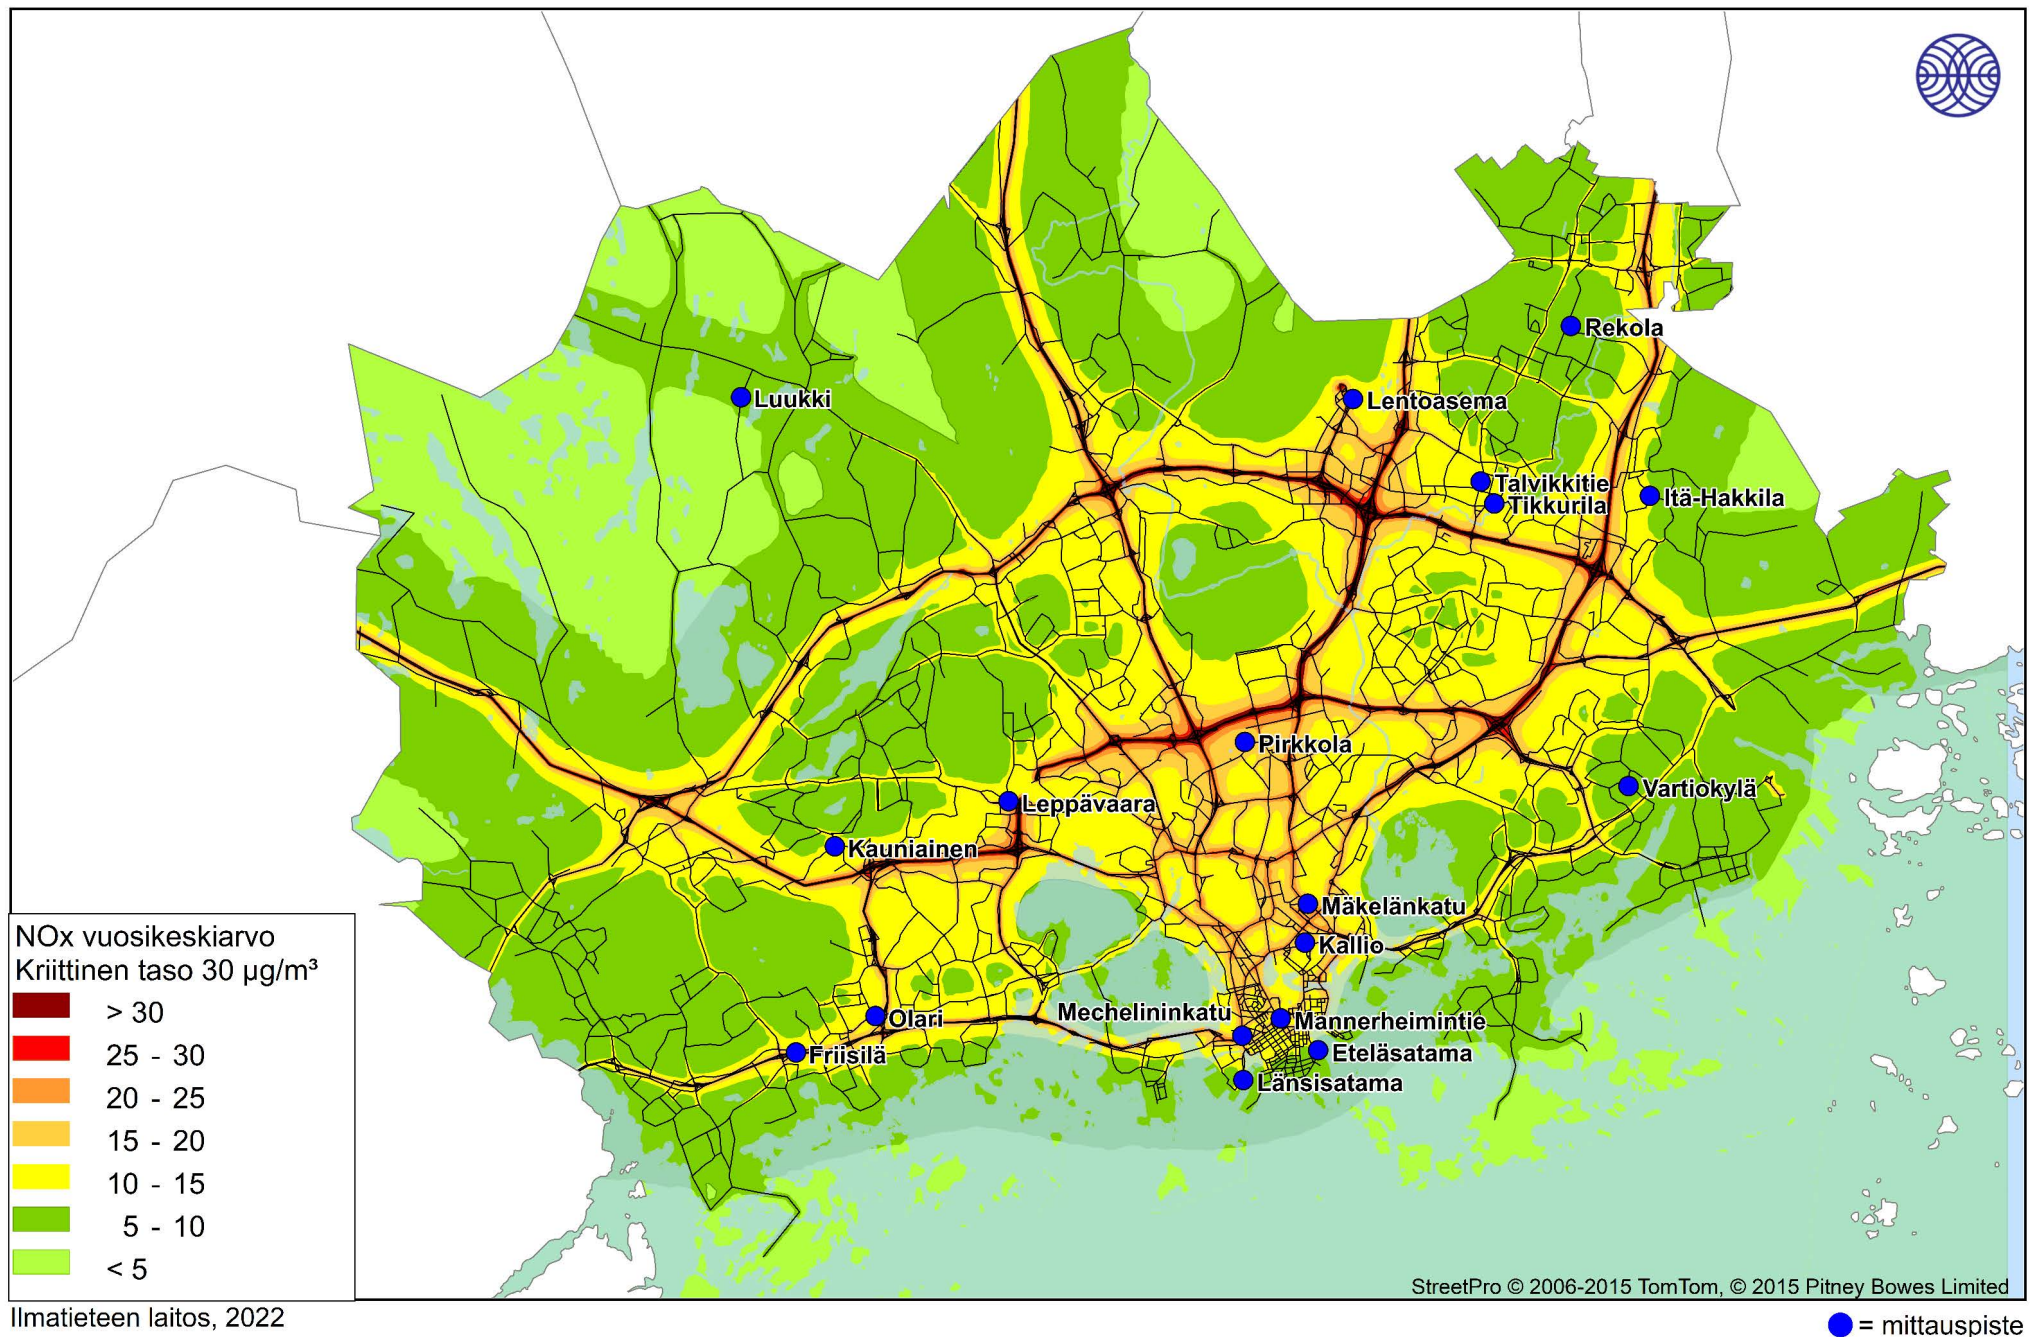 Rekola
Luukki
Lentoasema
Talvikkitie
Tikkurila
Itä-Hakkila
Pirkkola
Vartiokylä
Leppävaara
Kauniainen
Mäkelänkatu
Kallio
Mechelininkatu
Mannerheimintie
Olari
Friisilä
Eteläsatama
Länsisatama
NOx vuosikeskiarvo
Kriittinen taso 30 µg/m³
> 30
25 - 30
20 - 25
15 - 20
10 - 15
5 - 10
< 5
StreetPro © 2006-2015 TomTom, © 2015 Pitney Bowes Limited
Ilmatieteen laitos, 2022
= mittauspiste